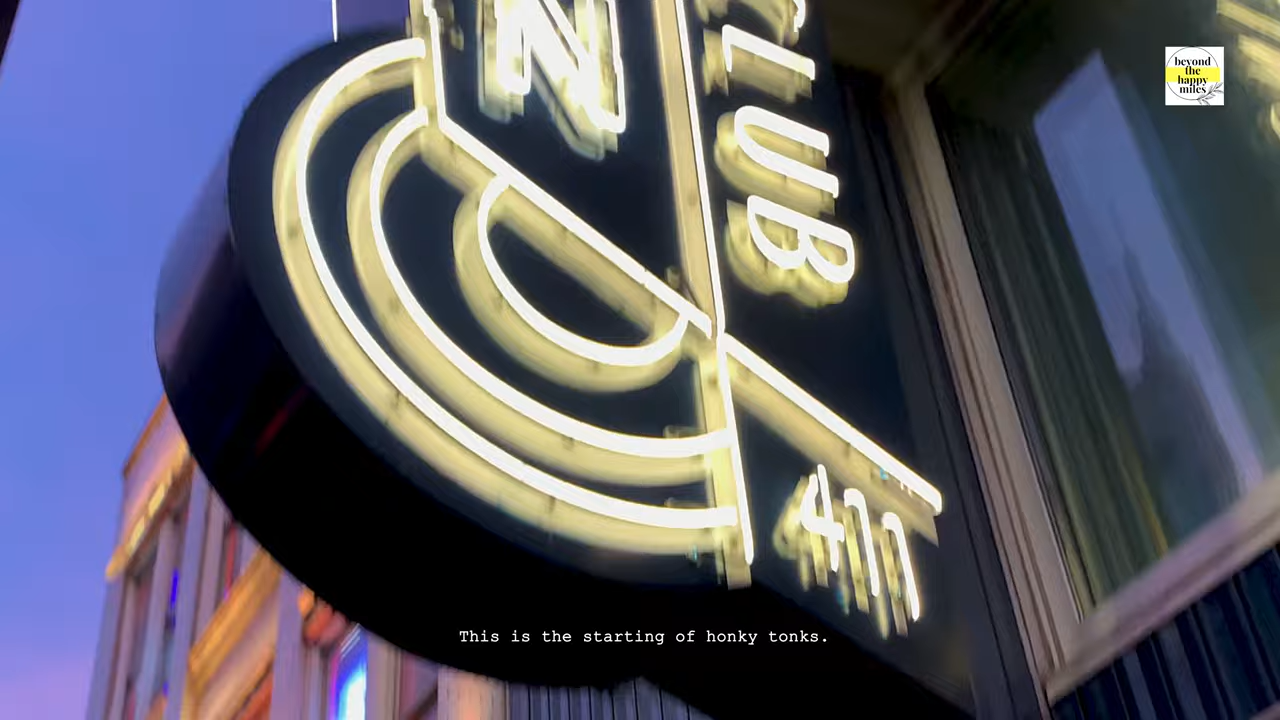 N
CLUB
411
beyond
the
happy
miles
This is the starting of honky tonks.